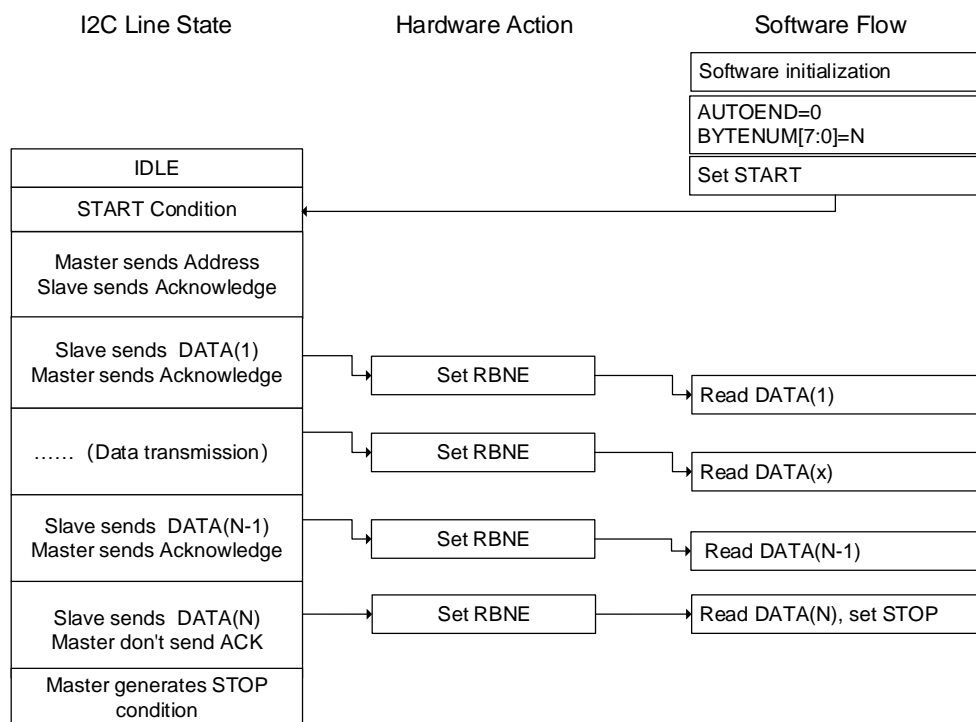 I2C Line State
Hardware Action
Software Flow
Software initialization
AUTOEND=0
BYTENUM[7:0]=N
Set START
IDLE
START Condition
Master sends Address
Slave sends Acknowledge
Slave sends DATA(1)
Master sends Acknowledge
Set RBNE
Read DATA(1)
...... (Data transmission)
Set RBNE
Read DATA(x)
Slave sends DATA(N-1)
Master sends Acknowledge
Set RBNE
Read DATA(N-1)
Slave sends DATA(N)
Master don't send ACK
Set RBNE
Read DATA(N), set STOP
Master generates STOP
condition